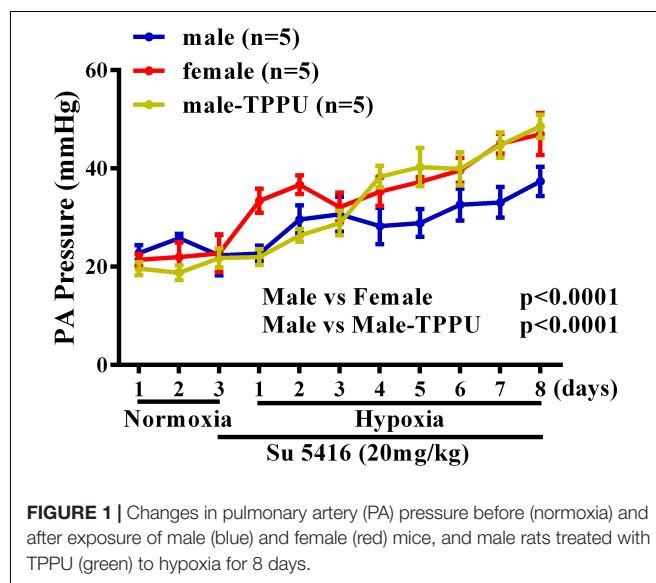 male (n=5)
female (n=5)
male-TPPU (n=5)
PA Pressure (mmHg)
60
40
20
0
Male vs Female p<0.0001
Male vs Male-TPPU p<0.0001
1 2 3 1 2 3 4 5 6 7 8 (days)
Normoxia Hypoxia
Su 5416 (20mg/kg)
FIGURE 1 | Changes in pulmonary artery (PA) pressure before (normoxia) and
after exposure of male (blue) and female (red) mice, and male rats treated with
TPPU (green) to hypoxia for 8 days.